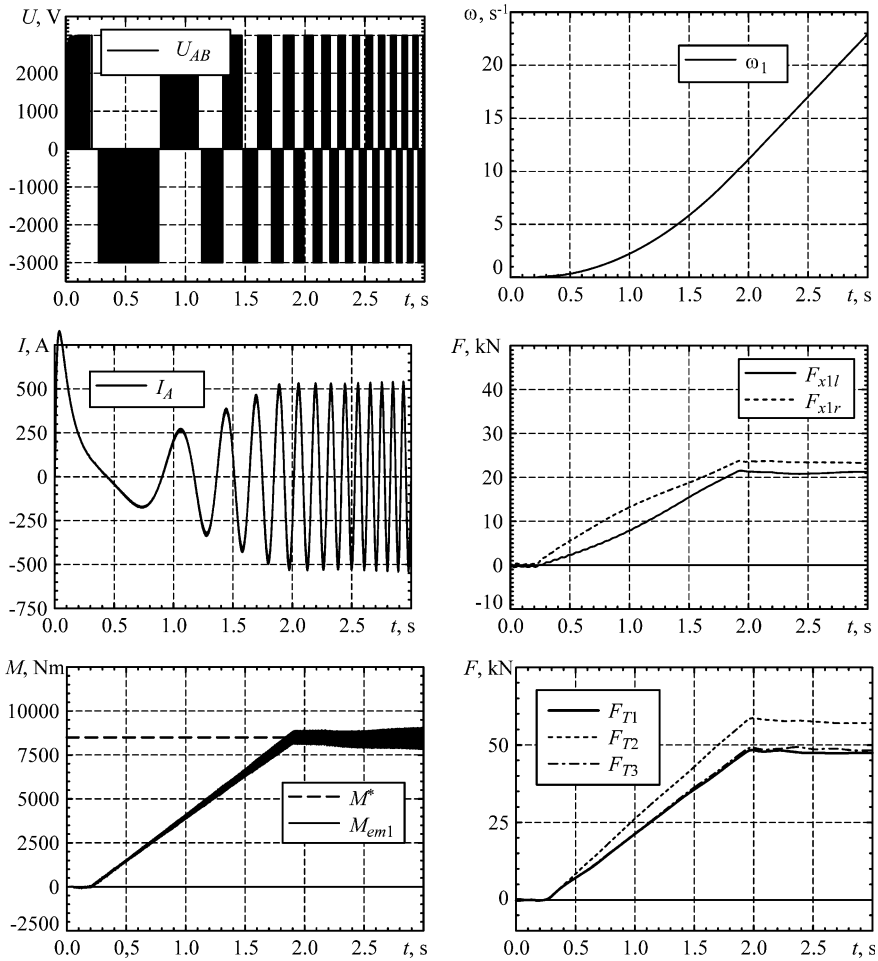 U, V
U_AB
2000
1000
0
-1000
-2000
-3000
0.0 0.5 1.0 1.5 2.0 2.5 t, s
ω, s⁻¹
ω₁
20
15
10
5
0
0.0 0.5 1.0 1.5 2.0 2.5 t, s
I, A
I_A
500
250
0
-250
-500
-750
0.0 0.5 1.0 1.5 2.0 2.5 t, s
F, kN
F_x1l
F_x1r
40
30
20
10
0
-10
0.0 0.5 1.0 1.5 2.0 2.5 t, s
M, Nm
10000
7500
5000
M*
M_em1
2500
0
-2500
0.0 0,5 1.0 1.5 2.0 2.5 t, s
F, kN
F_T1
F_T2
F_T3
50
25
0
0.0 0.5 1.0 1.5 2.0 2.5 t, s